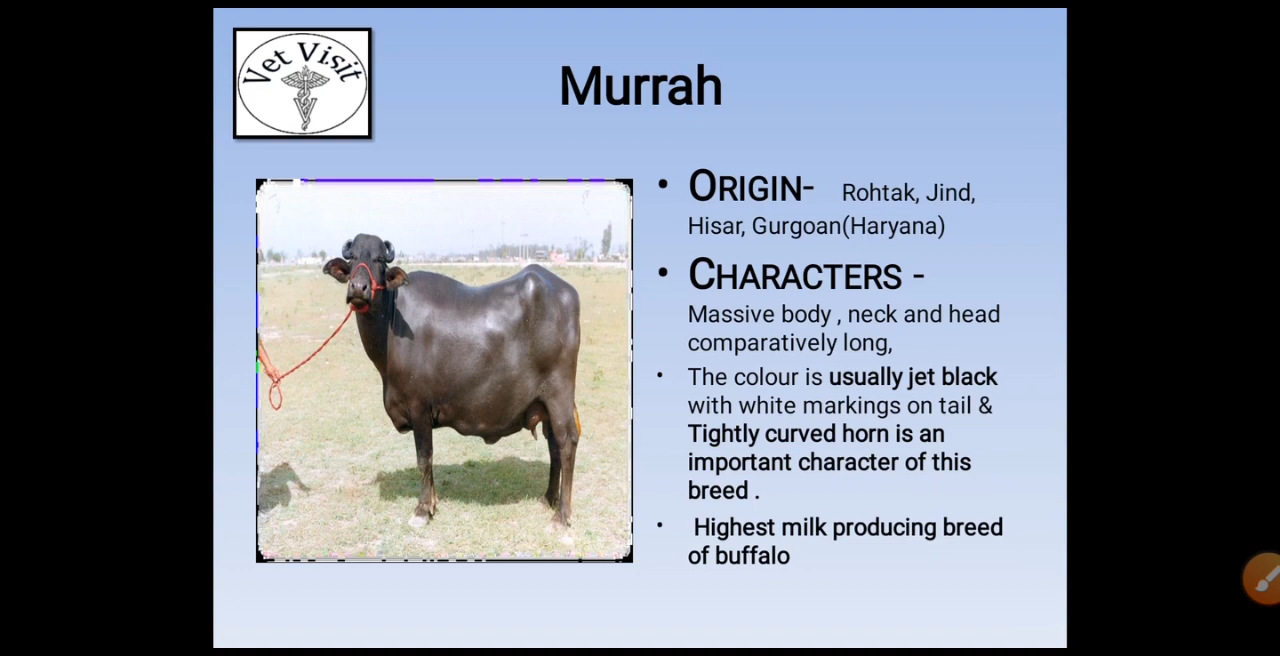 Vet Visit
Murrah
• ORIGIN- Rohtak, Jind,
Hisar, Gurgoan(Haryana)
• CHARACTERS -
Massive body , neck and head
comparatively long,
• The colour is usually jet black
with white markings on tail &
Tightly curved horn is an
important character of this
breed .
• Highest milk producing breed
of buffalo